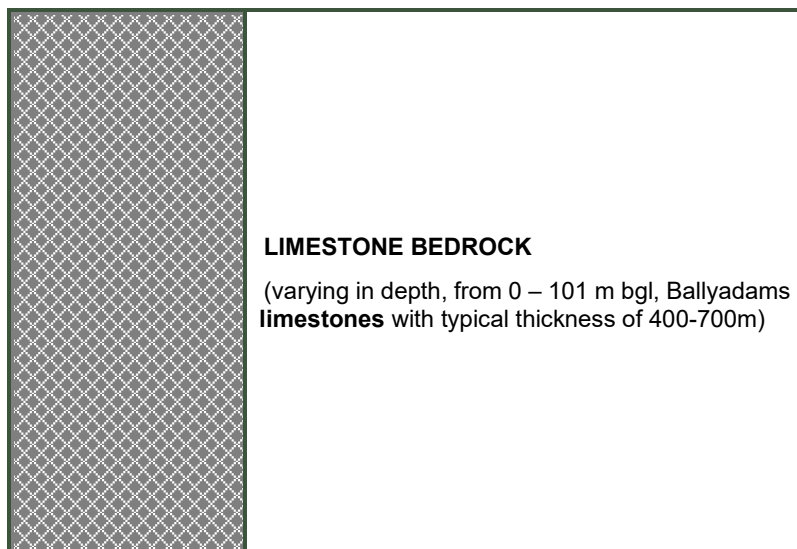 LIMESTONE BEDROCK
(varying in depth, from 0 – 101 m bgl, Ballyadams
limestones with typical thickness of 400-700m)